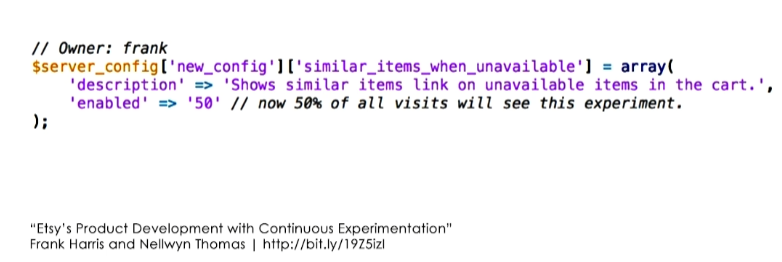 // Owner: frank
$server_config['new_config']['similar_items_when_unavailable'] = array(
'description' => 'Shows similar items link on unavailable items in the cart.',
'enabled' => '50' // now 50% of all visits will see this experiment.
);
"Etsy's Product Development with Continuous Experimentation"
Frank Harris and Nellwyn Thomas | http://bit.ly/19Z5izI